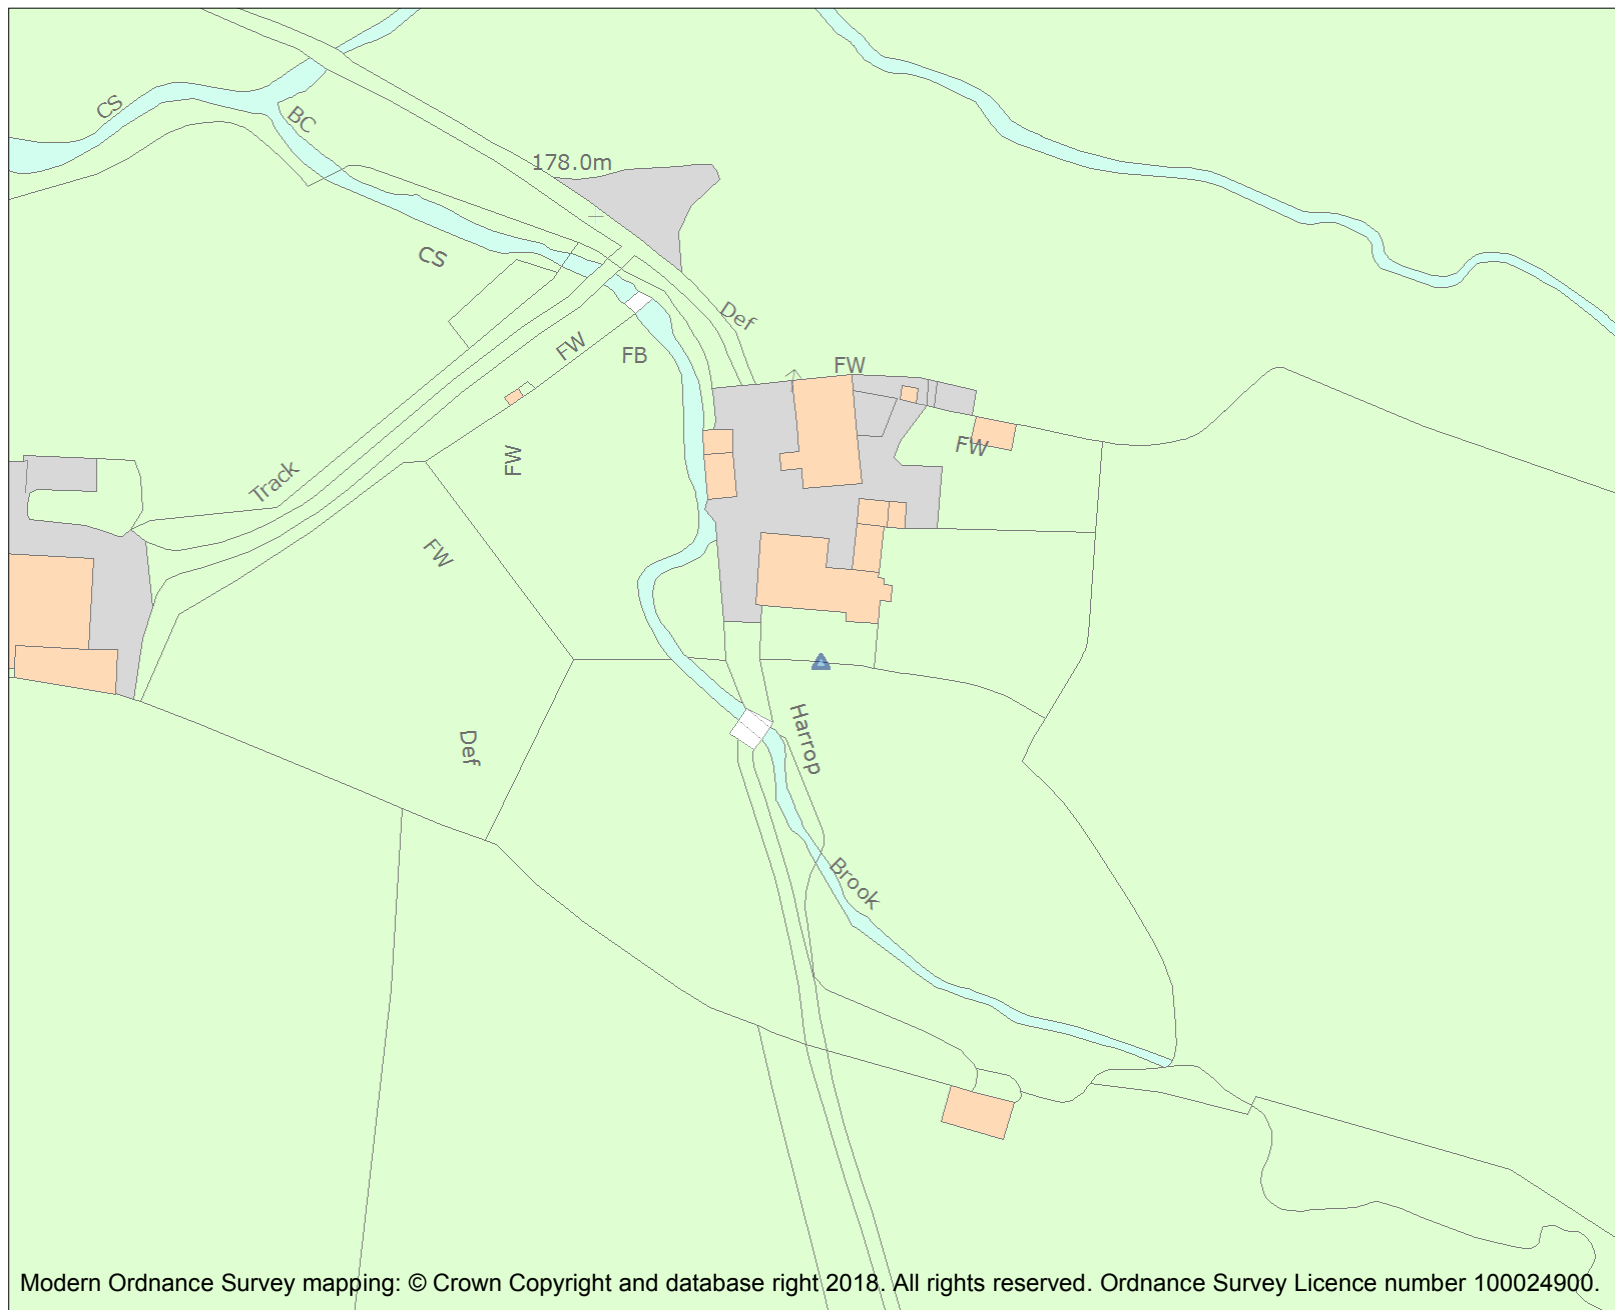 CS
BC
178.0m
CS
Def
FW
FB
FW
FW
FW
Track
FW
Def
Harrop
Brook
Modern Ordnance Survey mapping: © Crown Copyright and database right 2018. All rights reserved. Ordnance Survey Licence number 100024900.